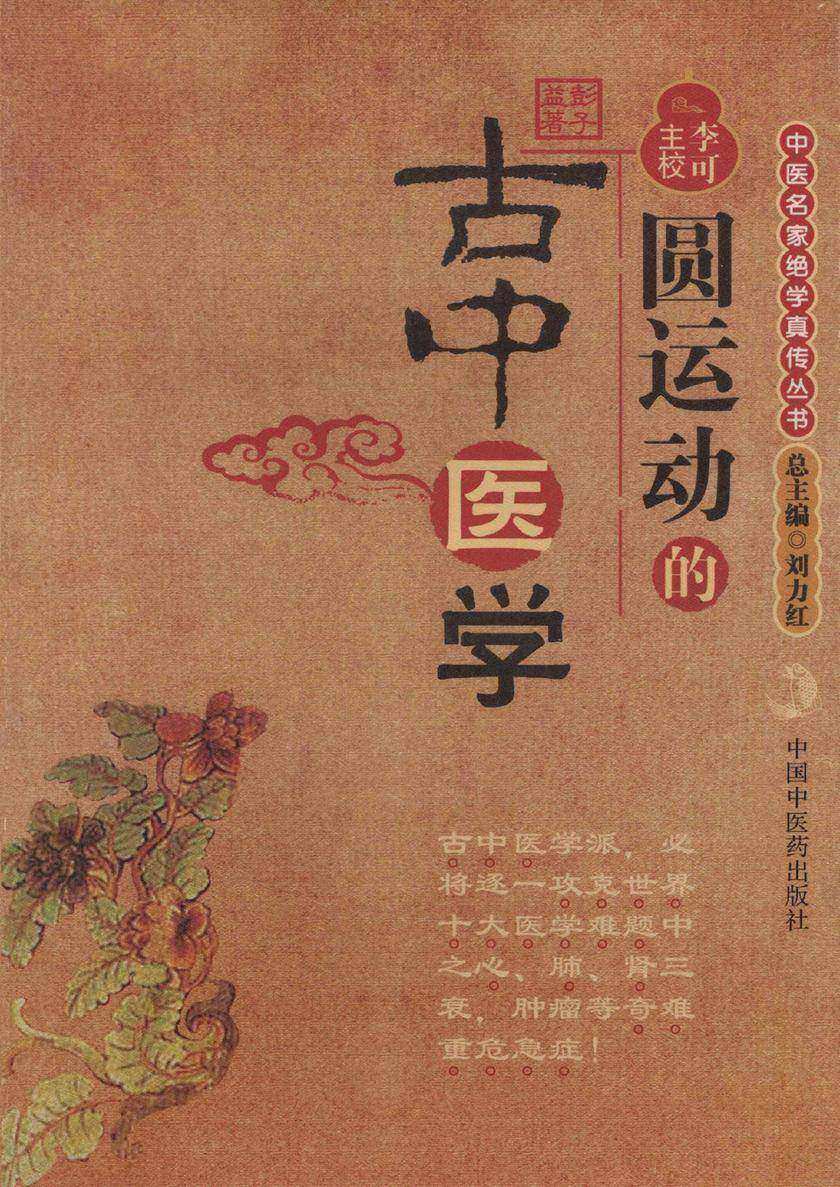 中医名家绝学真传丛书
总主编◎刘力红
中国中医药出版社
李可
主校
圆运动的
彭子
益著
古中医学
古中医学派，必
将逐一攻克世界
十大医学难题中
之心、肺、肾三
衰，肿瘤等奇难
重危急症！